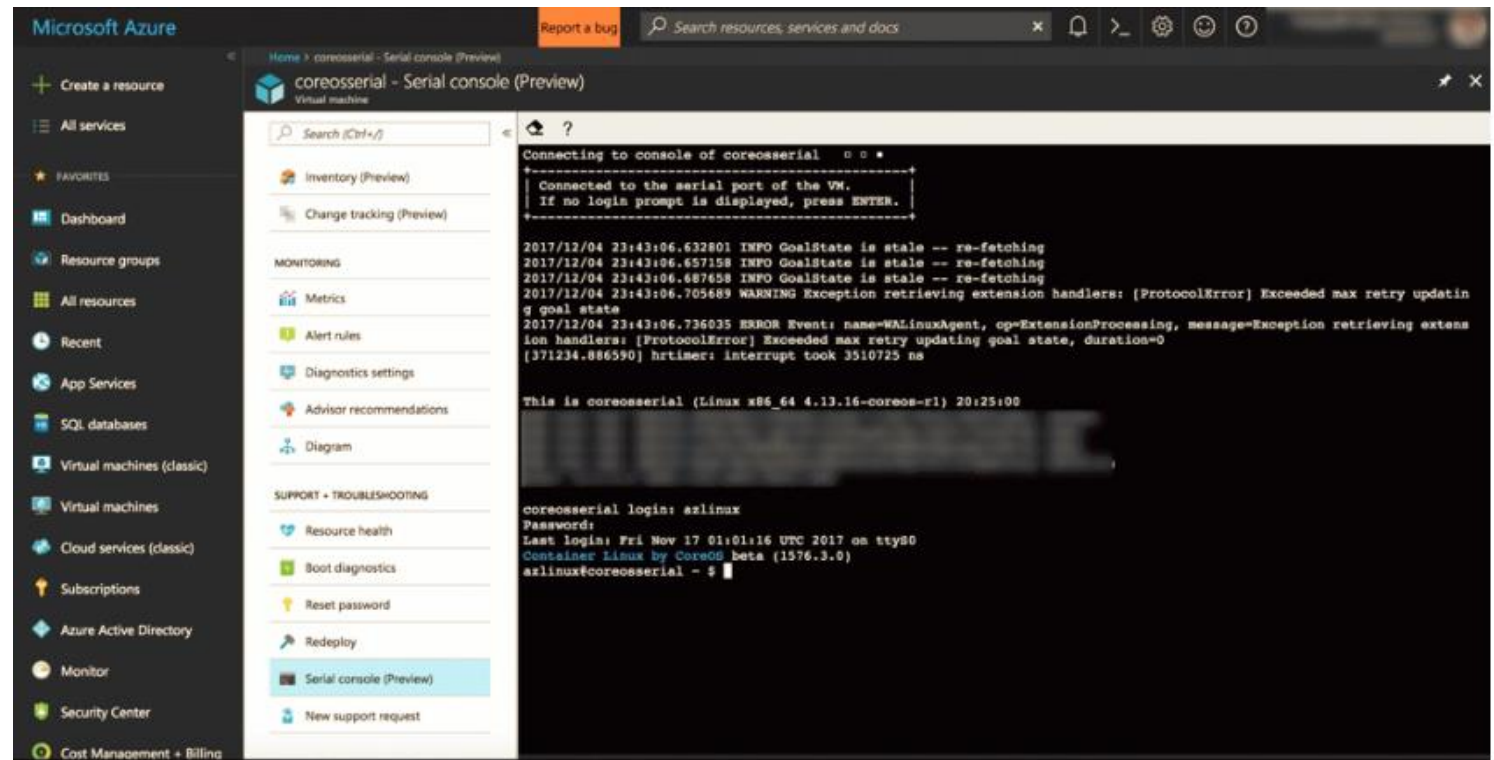 Microsoft Azure
Report a bug
Search resources, services and docs
Create a resource
All services
FAVORITES
Dashboard
Resource groups
All resources
Recent
App Services
SQL databases
Virtual machines (classic)
Virtual machines
Cloud services (classic)
Subscriptions
Azure Active Directory
Monitor
Security Center
Cost Management + Billing
Home > coreosserial - Serial console (Preview)
coreosserial - Serial console (Preview)
Virtual machine
Search (Ctrl+/)
Inventory (Preview)
Change tracking (Preview)
MONITORING
Metrics
Alert rules
Diagnostics settings
Advisor recommendations
Diagram
SUPPORT + TROUBLESHOOTING
Resource health
Boot diagnostics
Reset password
Redeploy
Serial console (Preview)
New support request
Connecting to console of coreosserial
Connected to the serial port of the VM.
If no login prompt is displayed, press ENTER.
2017/12/04 23:43:06.632801 INFO GoalState is stale -- re-fetching
2017/12/04 23:43:06.657158 INFO GoalState is stale -- re-fetching
2017/12/04 23:43:06.687658 INFO GoalState is stale -- re-fetching
2017/12/04 23:43:06.705689 WARNING Exception retrieving extension handlers: [ProtocolError] Exceeded max retry updatin
g goal state
2017/12/04 23:43:06.736035 ERROR Event: name=WALinuxAgent, op=ExtensionProcessing, message=Exception retrieving extens
ion handlers: [ProtocolError] Exceeded max retry updating goal state, duration=0
[371234.886590] hrtimer: interrupt took 3510725 ns
This is coreosserial (Linux x86_64 4.13.16-coreos-r1) 20:25:00
coreosserial login: azlinux
Password:
Last login: Fri Nov 17 01:01:16 UTC 2017 on ttyS0
Container Linux by CoreOS beta (1576.3.0)
azlinux@coreosserial ~ $